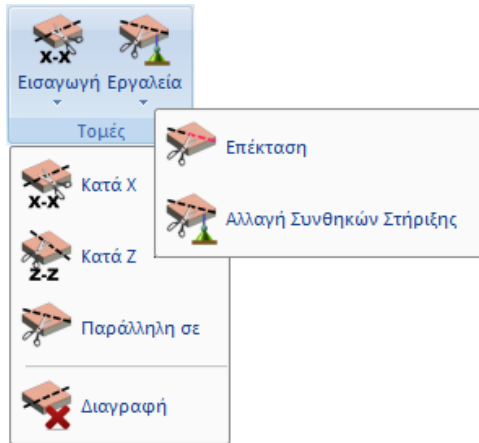 X-X
Εισαγωγή Εργαλεία
Τομές
Επέκταση
Αλλαγή Συνθηκών Στήριξης
X-X
Κατά X
Z-Z
Κατά Z
Παράλληλη σε
Διαγραφή